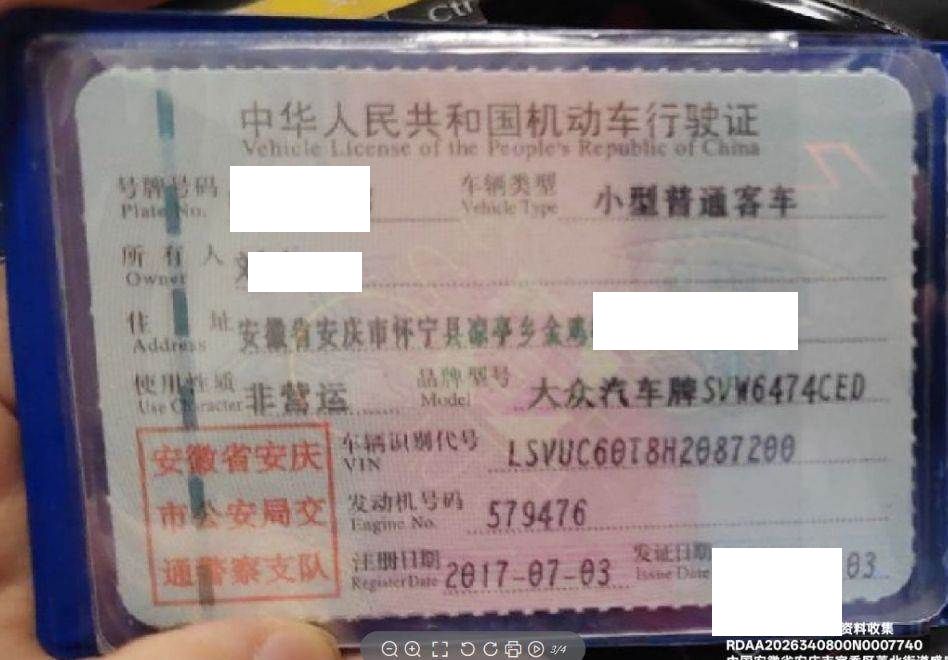 Ctr
中华人民共和国机动车行驶证
Vehicle License of the People's Republic of China
号牌号码 车辆类型 小型普通客车
Plate No. Vehicle Type
所有人
Owner
住址 安徽省安庆市怀宁县凉亭乡金鸡
Address
使用性质 非营运 品牌型号 大众汽车牌SVW6474CED
Use Character Model
安徽省安庆
市公安局交
通警察支队
车辆识别代号 LSVUC60T8H2087200
VIN
发动机号码 579476
Engine No.
注册日期 2017-07-03 发证日期 03
Register Date Issue Date
3/4
资料收集
RDAA2026340800N0007740